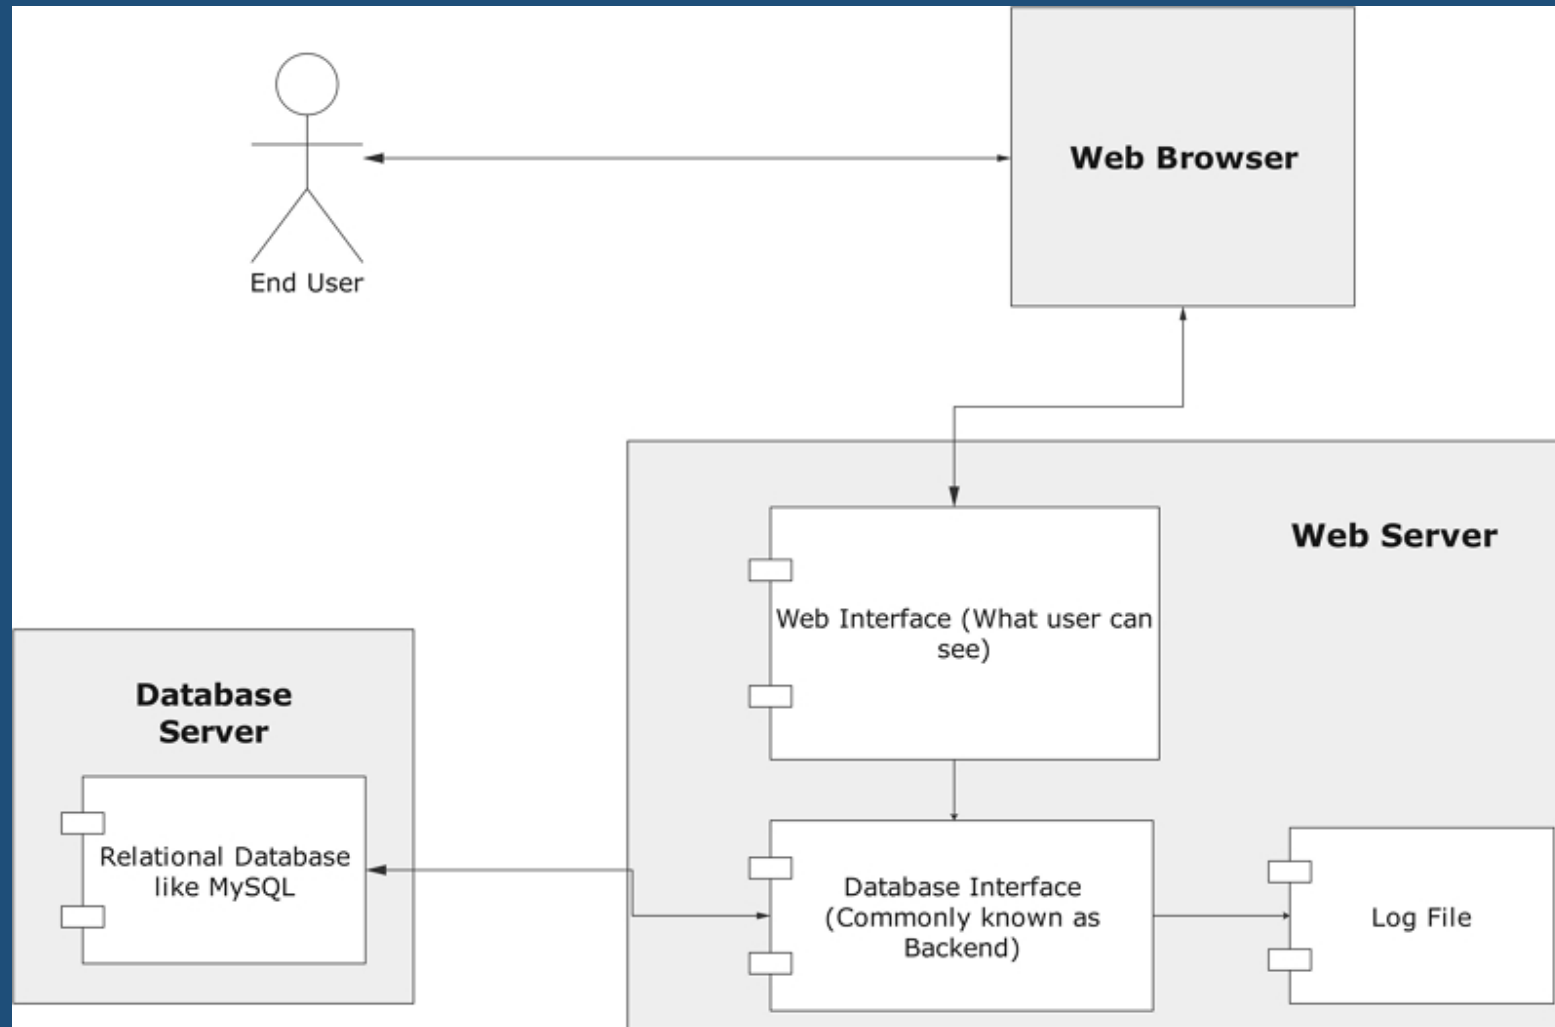 Web Browser
End User
Web Server
Web Interface (What user can
see)
Database
Server
Relational Database
like MySQL
Database Interface
(Commonly known as
Backend)
Log File